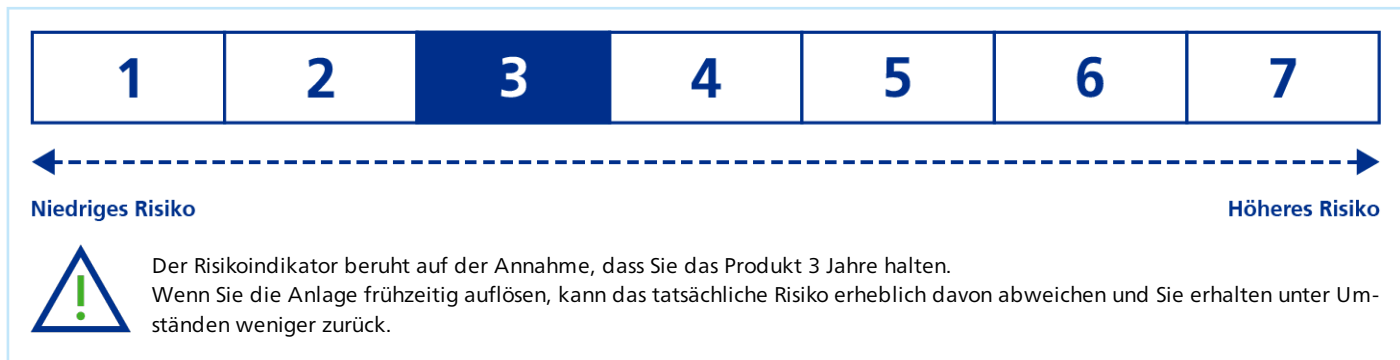 1 2 3 4 5 6 7
Niedriges Risiko Höheres Risiko
Der Risikoindikator beruht auf der Annahme, dass Sie das Produkt 3 Jahre halten.
Wenn Sie die Anlage frühzeitig auflösen, kann das tatsächliche Risiko erheblich davon abweichen und Sie erhalten unter Um-
ständen weniger zurück.